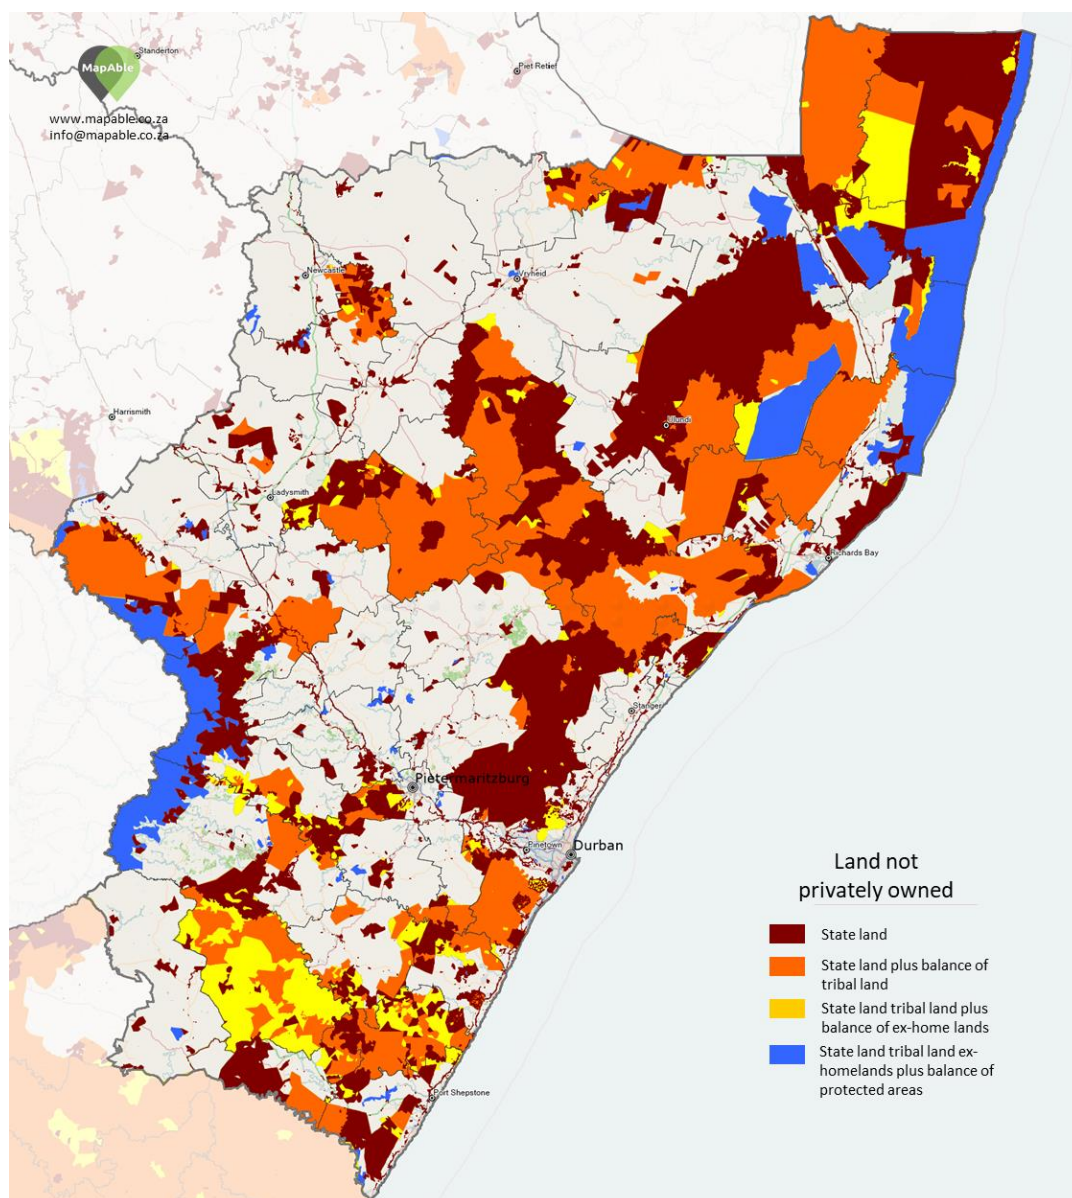 Standerton
MapAble
Piet Retief
www.mapable.co.za
info@mapable.co.za
Newcastle
Vryheid
Harrismith
Ulundi
Ladysmith
Richards Bay
Stanger
Pietermaritzburg
Pinetown
Durban
Land not
privately owned
State land
State land plus balance of
tribal land
State land tribal land plus
balance of ex-home lands
State land tribal land ex-
homelands plus balance of
protected areas
Port Shepstone